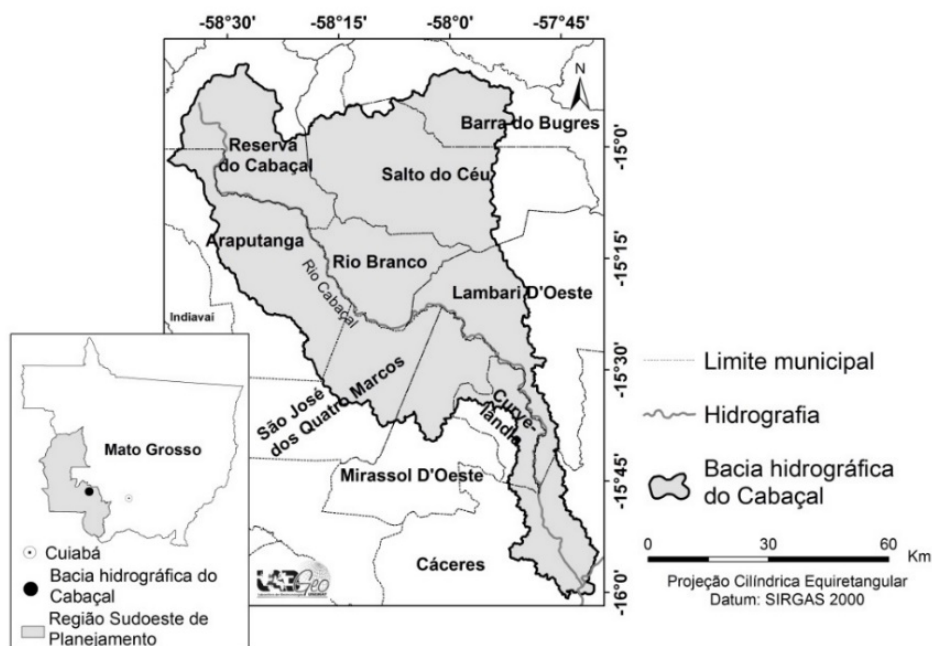 -58°30'
-58°15'
-58°0'
-57°45'
N
Barra do Bugres
-15°0'
Reserva
do Cabaçal
Salto do Céu
Araputanga
Rio Branco
-15°15'
Rio Cabaçal
Lambari D'Oeste
Indiavaí
-15°30'
São José
dos Quatro Marcos
Curve-
lândia
Mirassol D'Oeste
-15°45'
Cáceres
-16°0'
Mato Grosso
Cuiabá
Bacia hidrográfica do
Cabaçal
Região Sudoeste de
Planejamento
Limite municipal
Hidrografia
Bacia hidrográfica
do Cabaçal
0 30 60
Km
Projeção Cilíndrica Equiretangular
Datum: SIRGAS 2000